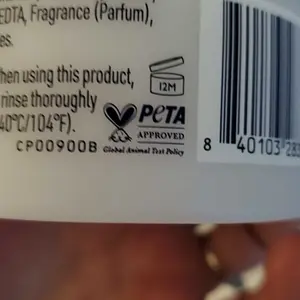 EDTA, Fragrance (Parfum),
es.
hen using this product,
rinse thoroughly
40°C/104°F).
12M
PETA
APPROVED
Global Animal Test Policy
CP00900B
8 40103 283